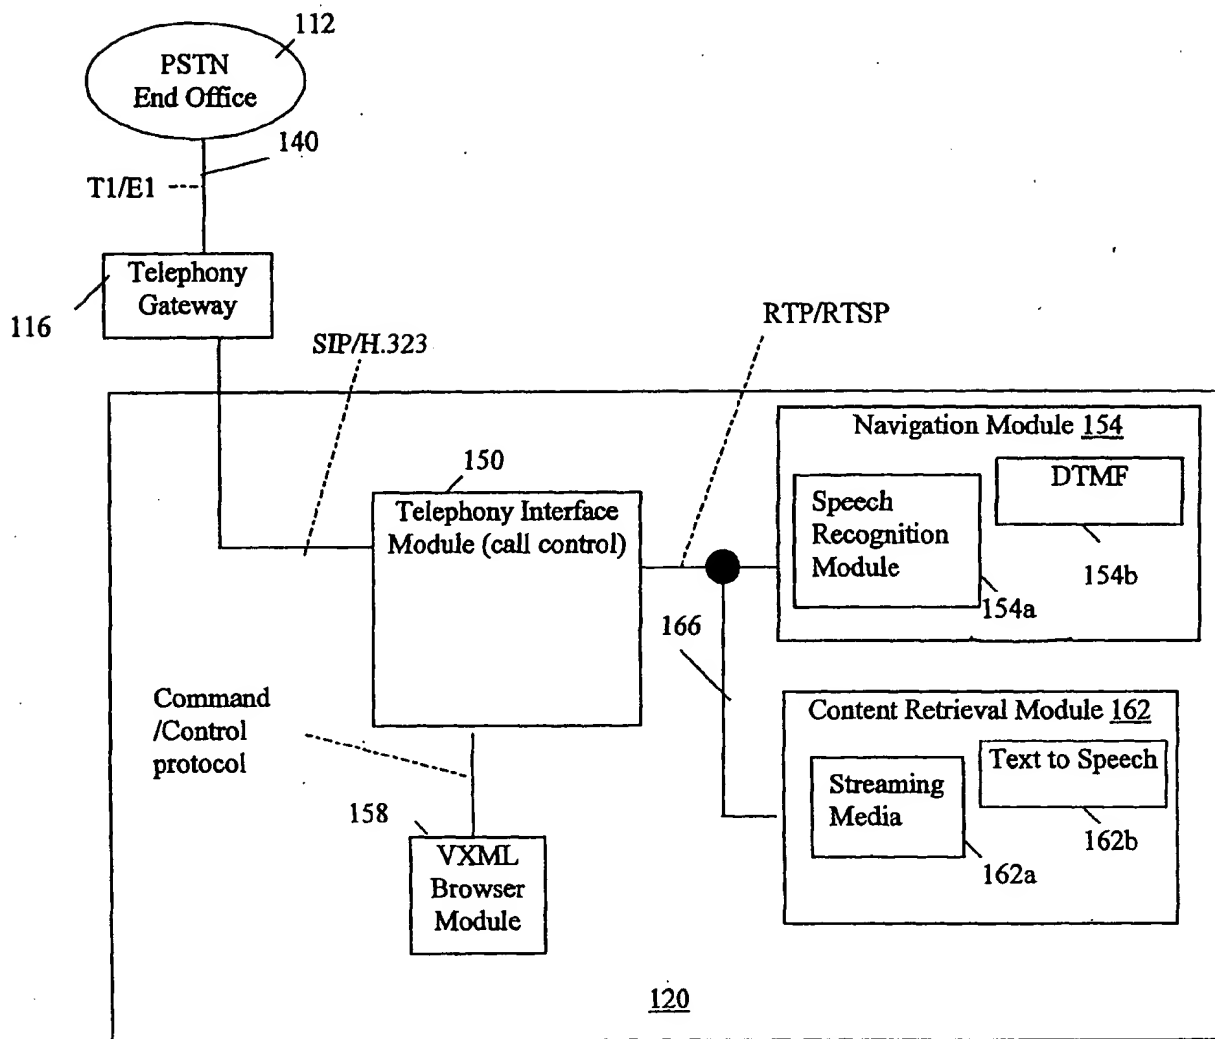 112
PSTN
End Office
140
T1/E1
Telephony
Gateway
116
SIP/H.323
RTP/RTSP
Navigation Module 154
150
DTMF
Telephony Interface
Module (call control)
Speech
Recognition
Module
154b
154a
166
Command
/Control
protocol
Content Retrieval Module 162
Text to Speech
Streaming
Media
158
162b
162a
VXML
Browser
Module
120